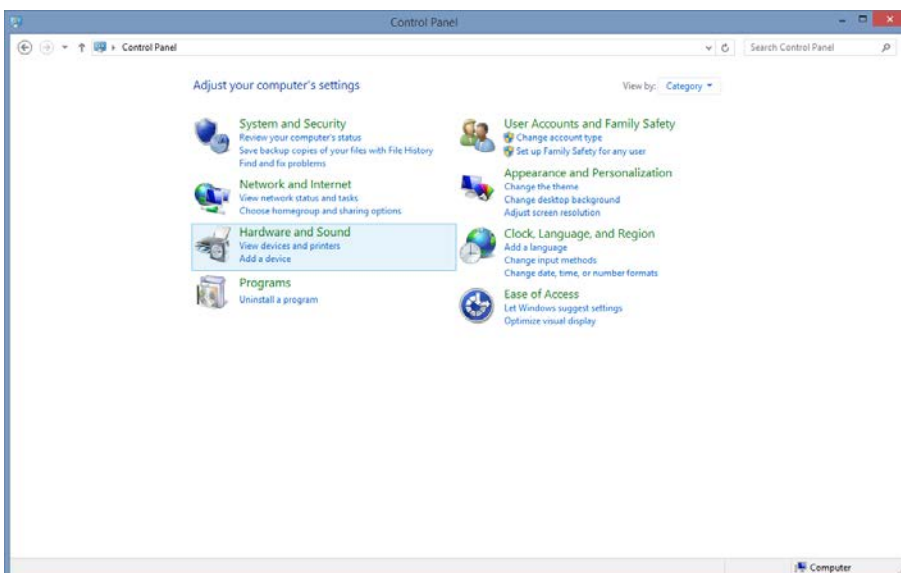 Control Panel
Control Panel
Search Control Panel
Adjust your computer's settings
View by: Category
System and Security
Review your computer's status
Save backup copies of your files with File History
Find and fix problems
Network and Internet
View network status and tasks
Choose homegroup and sharing options
Hardware and Sound
View devices and printers
Add a device
Programs
Uninstall a program
User Accounts and Family Safety
Change account type
Set up Family Safety for any user
Appearance and Personalization
Change the theme
Change desktop background
Adjust screen resolution
Clock, Language, and Region
Add a language
Change input methods
Change date, time, or number formats
Ease of Access
Let Windows suggest settings
Optimize visual display
Computer